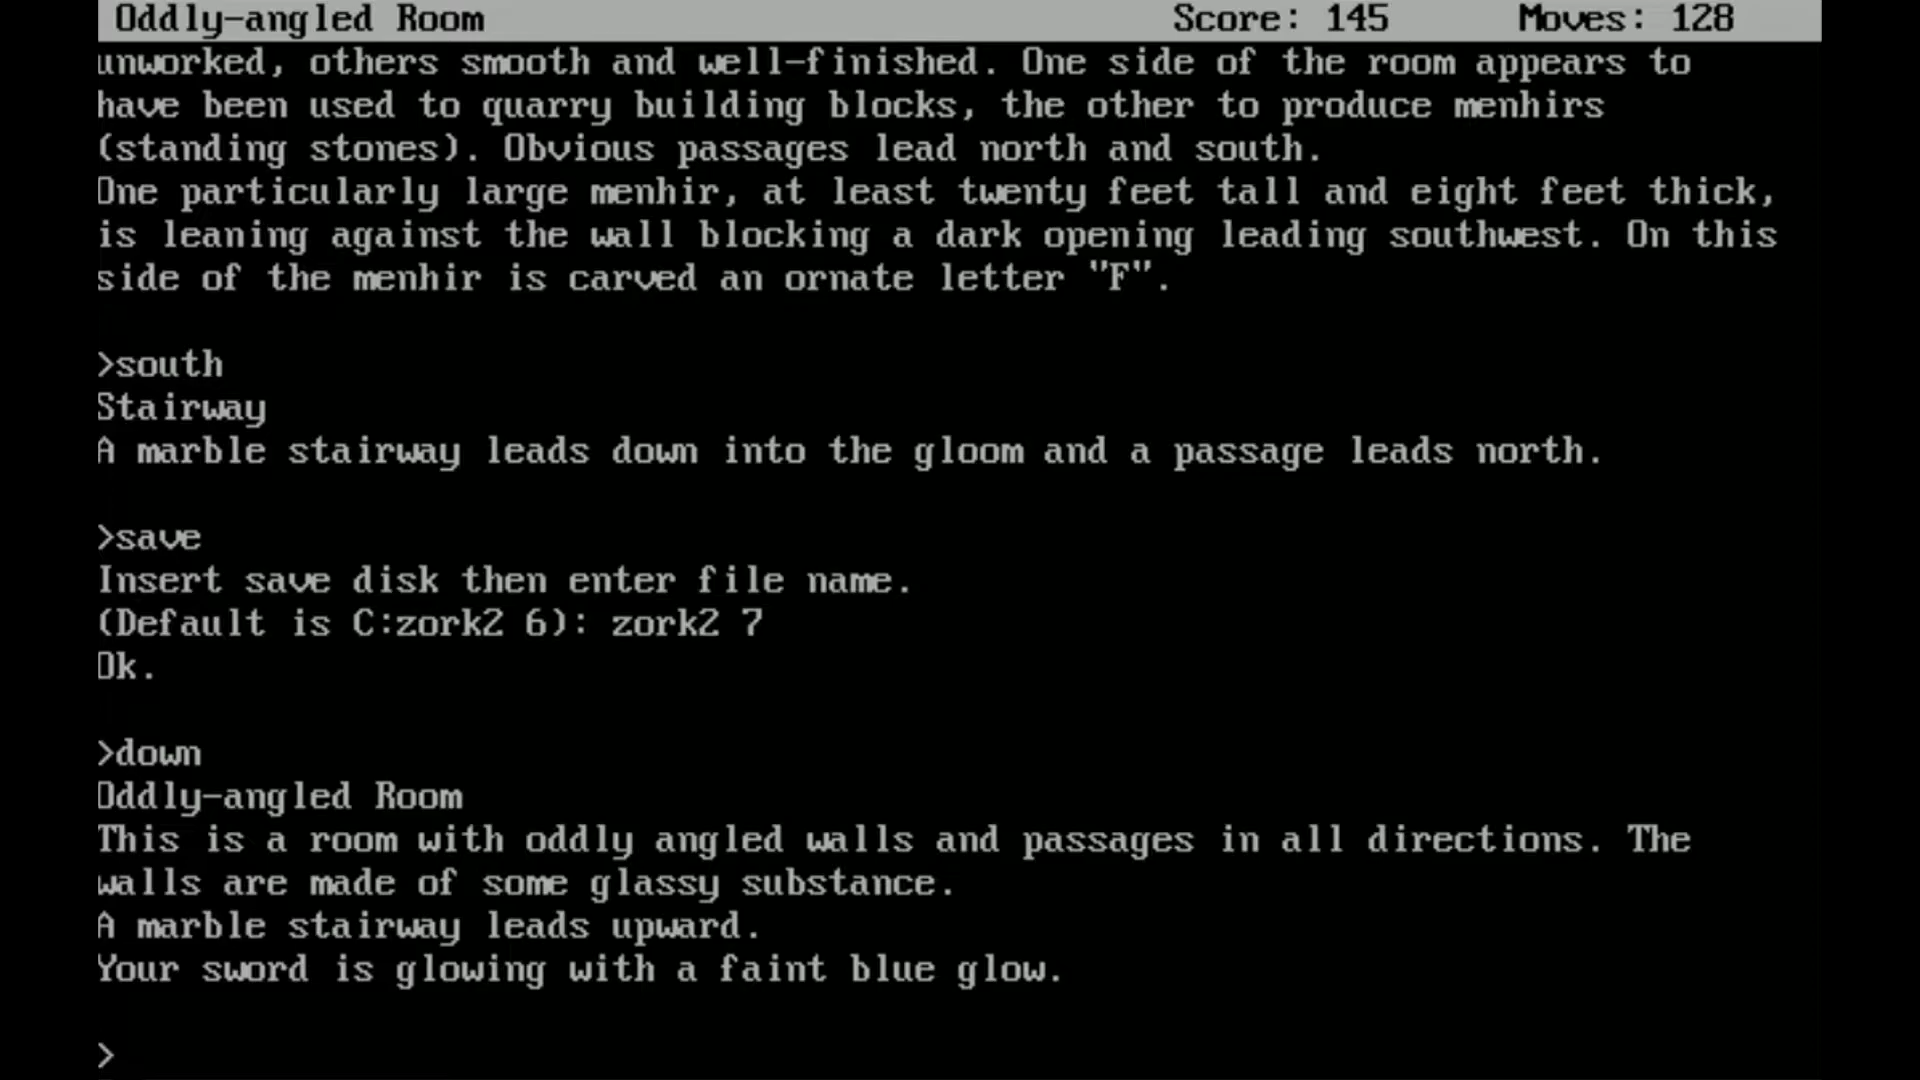 Oddly-angled Room Score: 145 Moves: 128
unworked, others smooth and well-finished. One side of the room appears to
have been used to quarry building blocks, the other to produce menhirs
(standing stones). Obvious passages lead north and south.
One particularly large menhir, at least twenty feet tall and eight feet thick,
is leaning against the wall blocking a dark opening leading southwest. On this
side of the menhir is carved an ornate letter "F".
>south
Stairway
A marble stairway leads down into the gloom and a passage leads north.
>save
Insert save disk then enter file name.
(Default is C:zork2 6): zork2 7
Ok.
>down
Oddly-angled Room
This is a room with oddly angled walls and passages in all directions. The
walls are made of some glassy substance.
A marble stairway leads upward.
Your sword is glowing with a faint blue glow.
>